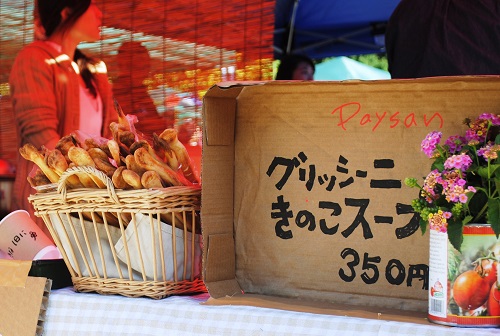 Paysan
グリッシーニ
きのこスープ
350円